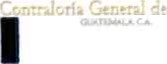 Contraloría General de
GUATEMALA, C.A.